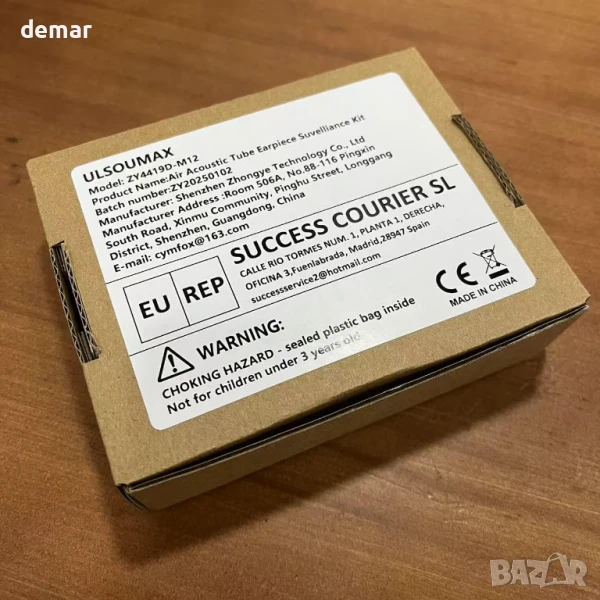 demar
ULSOUMAX
Model: ZY4419D-M12
Product Name:Air Acoustic Tube Earpiece Suvelliance Kit
Product number:ZY20250102
Manufacturer: Shenzhen Zhongye Technology Co., Ltd
Manufacturer Address :Room 506A, No.88-116 Pingxin
South Road, Xinmu Community, Pinghu Street, Longgang
District, Shenzhen, Guangdong, China
E-mail: cymfox@163.com
EU REP
SUCCESS COURIER SL
CALLE RIO TORMES NUM. 1, PLANTA 1, DERECHA,
OFICINA 3,Fuenlabrada, Madrid,28947 Spain
successservice2@hotmail.com
WARNING:
CHOKING HAZARD - sealed plastic bag inside
Not for children under 3 years old
CE
MADE IN CHINA
BAZAR